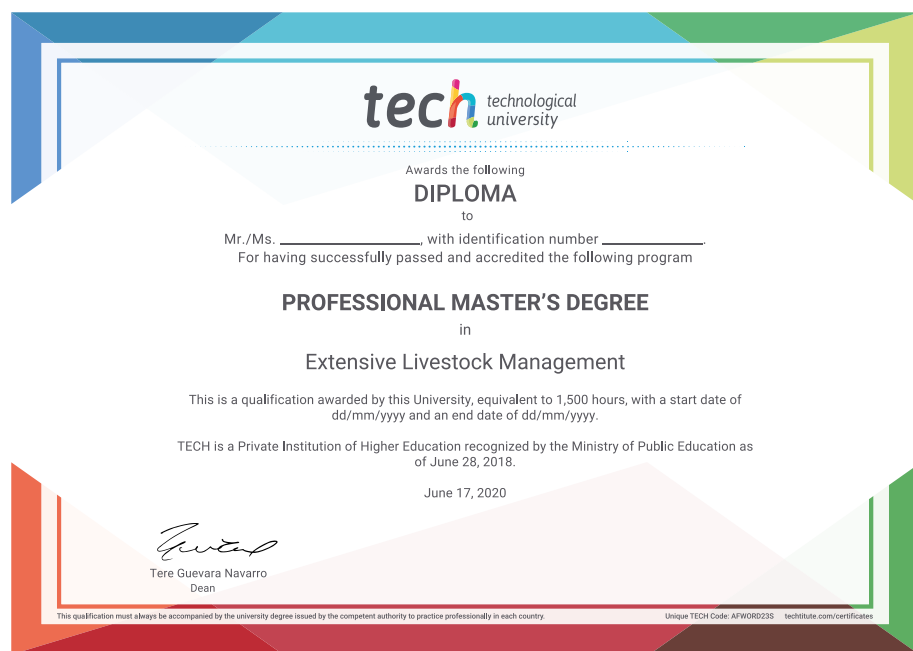 tech technological
university
Awards the following
DIPLOMA
to
Mr./Ms. ____________________, with identification number ______________.
For having successfully passed and accredited the following program
PROFESSIONAL MASTER'S DEGREE
in
Extensive Livestock Management
This is a qualification awarded by this University, equivalent to 1,500 hours, with a start date of
dd/mm/yyyy and an end date of dd/mm/yyyy.
TECH is a Private Institution of Higher Education recognized by the Ministry of Public Education as
of June 28, 2018.
June 17, 2020
Tere Guevara Navarro
Dean
This qualification must always be accompanied by the university degree issued by the competent authority to practice professionally in each country. Unique TECH Code: AFWORD23S techtitute.com/certificates